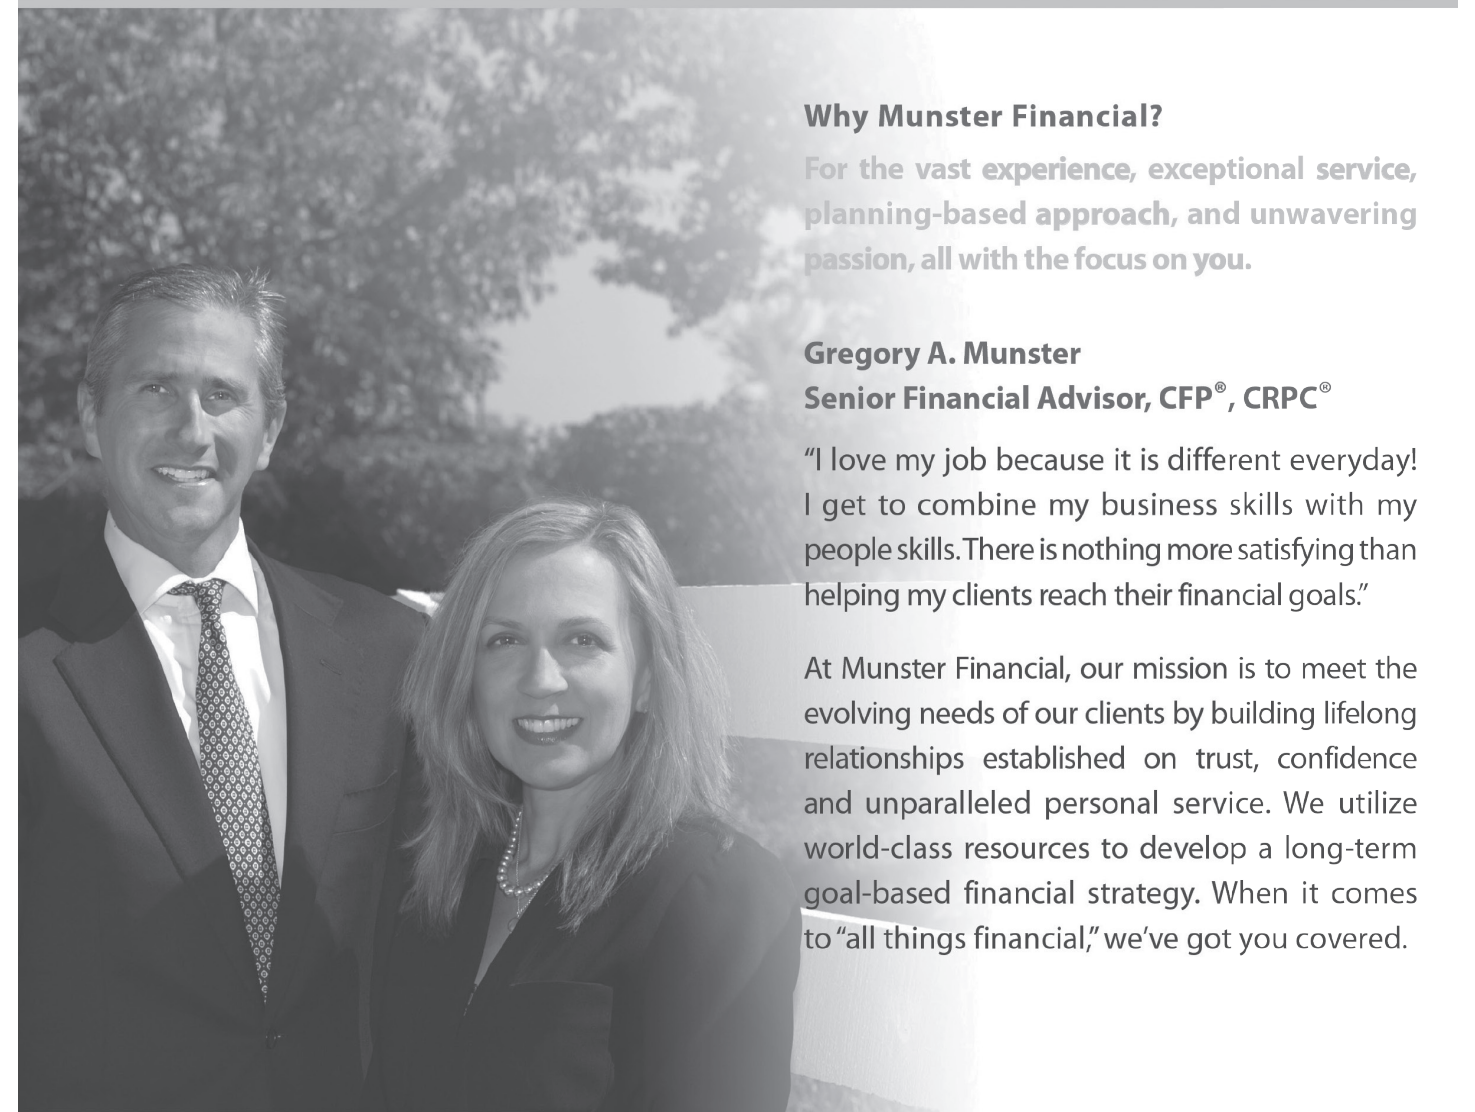 Why Munster Financial?
For the vast experience, exceptional service,
planning-based approach, and unwavering
passion, all with the focus on you.
Gregory A. Munster
Senior Financial Advisor, CFP®, CRPC®
“I love my job because it is different everyday!
I get to combine my business skills with my
people skills. There is nothing more satisfying than
helping my clients reach their financial goals.”
At Munster Financial, our mission is to meet the
evolving needs of our clients by building lifelong
relationships established on trust, confidence
and unparalleled personal service. We utilize
world-class resources to develop a long-term
goal-based financial strategy. When it comes
to “all things financial,” we’ve got you covered.